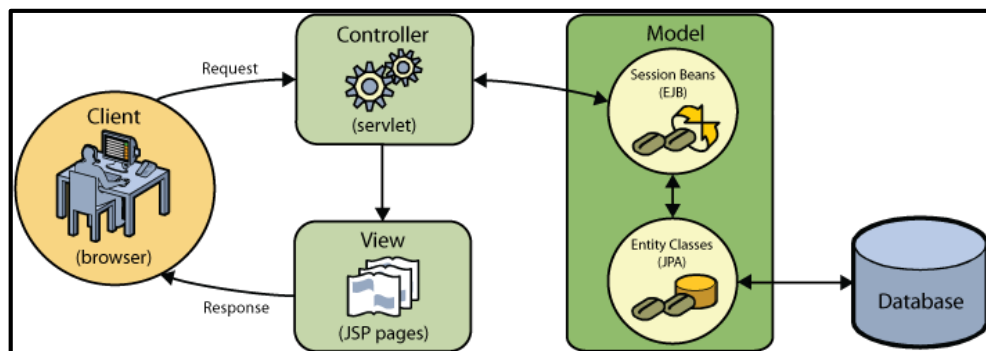 Client
(browser)
Request
Controller
(servlet)
View
(JSP pages)
Response
Model
Session Beans
(EJB)
Entity Classes
(JPA)
Database